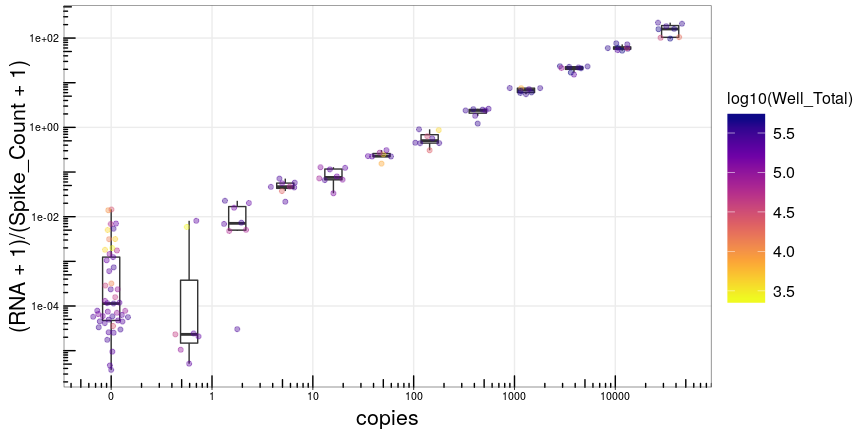 (RNA + 1)/(Spike_Count + 1)
1e+02
1e+00
1e-02
1e-04
0
1
10
100
1000
10000
copies
log10(Well_Total)
5.5
5.0
4.5
4.0
3.5